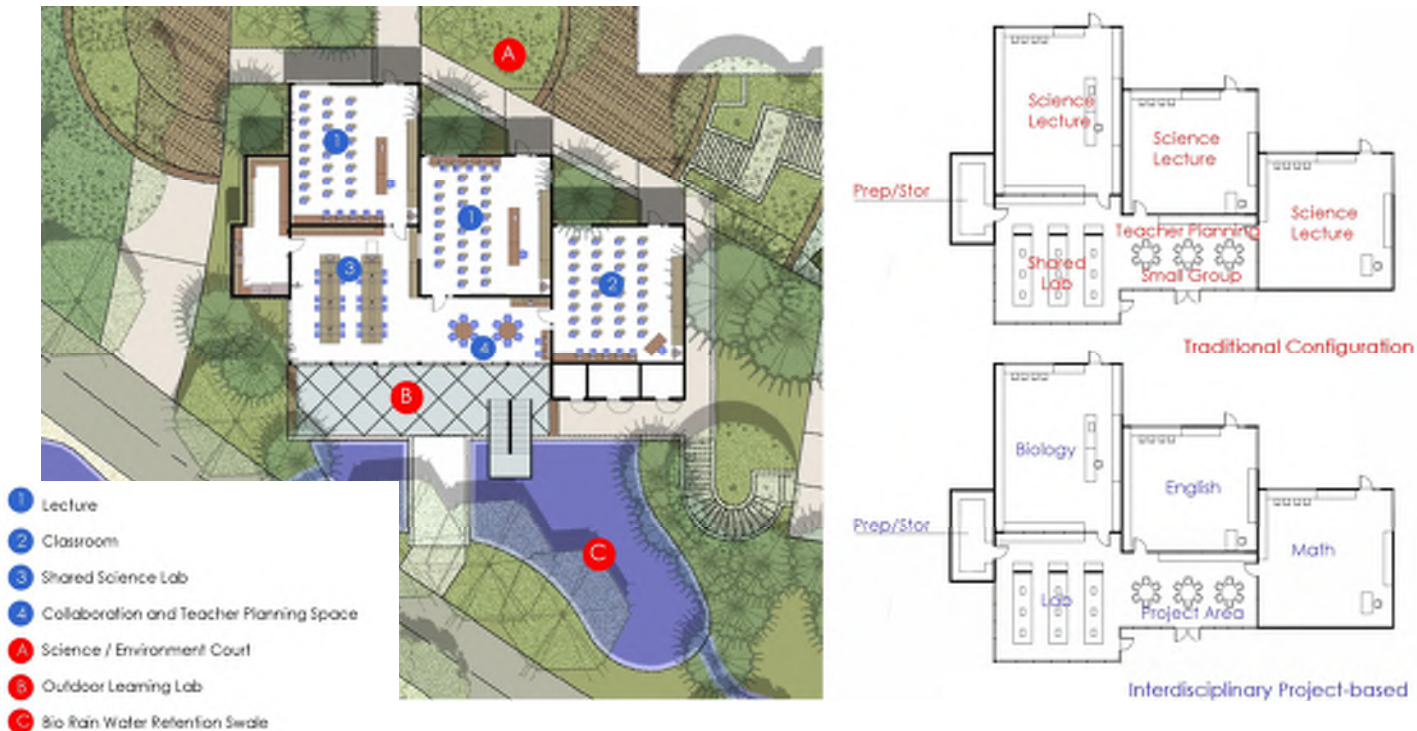 A
1
1
2
3
4
B
C
1 Lecture
2 Classroom
3 Shared Science Lab
4 Collaboration and Teacher Planning Space
A Science / Environment Court
B Outdoor Learning Lab
C Bio Rain Water Retention Swale
Science
Lecture
Science
Lecture
Prep/Stor
Science
Lecture
Teacher Planning
Shared
Lab
Small Group
Traditional Configuration
Biology
English
Prep/Stor
Math
Lab
Project Area
Interdisciplinary Project-based